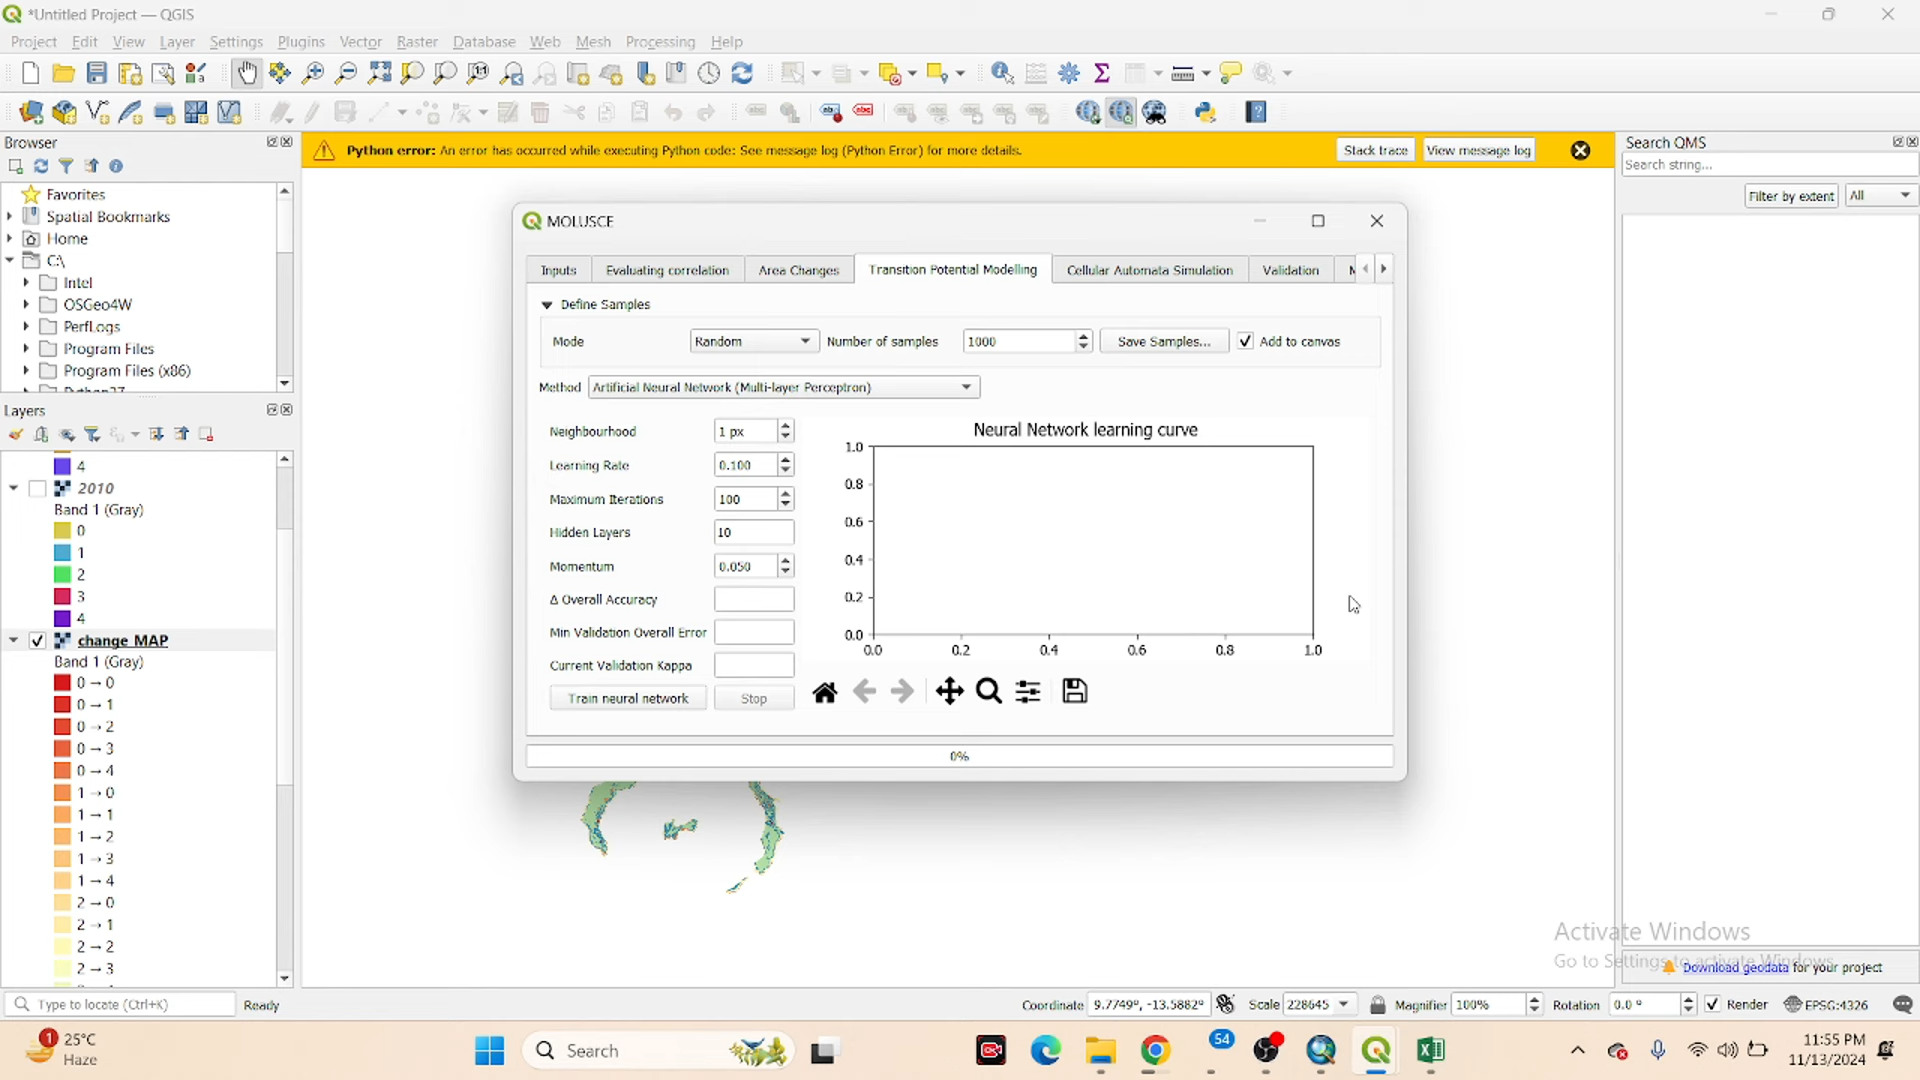 *Untitled Project — QGIS
Project Edit View Layer Settings Plugins Vector Raster Database Web Mesh Processing Help
Browser
Python error: An error has occurred while executing Python code: See message log (Python Error) for more details.
Stack trace View message log
Search QMS
Search string...
Filter by extent All
Favorites
Spatial Bookmarks
Home
C:\
Intel
OSGeo4W
PerfLogs
Program Files
Program Files (x86)
Python27
Layers
4
2010
Band 1 (Gray)
0
1
2
3
4
change MAP
Band 1 (Gray)
0 → 0
0 → 1
0 → 2
0 → 3
0 → 4
1 → 0
1 → 1
1 → 2
1 → 3
1 → 4
2 → 0
2 → 1
2 → 2
2 → 3
MOLUSCE
Inputs Evaluating correlation Area Changes Transition Potential Modelling Cellular Automata Simulation Validation
Define Samples
Mode Random Number of samples 1000 Save Samples... Add to canvas
Method Artificial Neural Network (Multi-layer Perceptron)
Neighbourhood 1 px
Learning Rate 0.100
Maximum Iterations 100
Hidden Layers 10
Momentum 0.050
Δ Overall Accuracy
Min Validation Overall Error
Current Validation Kappa
Train neural network Stop
Neural Network learning curve
1.0
0.8
0.6
0.4
0.2
0.0
0.0 0.2 0.4 0.6 0.8 1.0
0%
Activate Windows
Go to Settings to activate Windows.
Download geodata for your project
Type to locate (Ctrl+K) Ready
Coordinate 9.7749°, -13.5882° Scale 228645 Magnifier 100% Rotation 0.0 ° Render EPSG:4326
1
25°C
Haze
Search
54
11:55 PM
11/13/2024